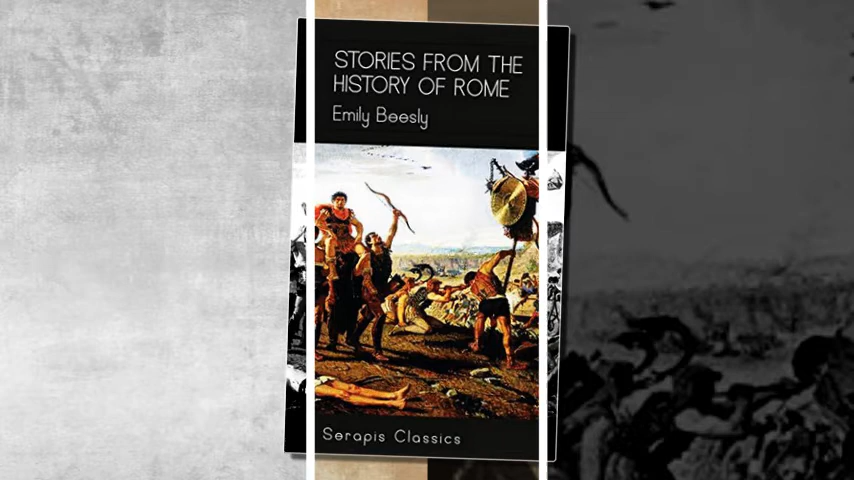 STORIES FROM THE
HISTORY OF ROME
Emily Beesly
Serapis Classics